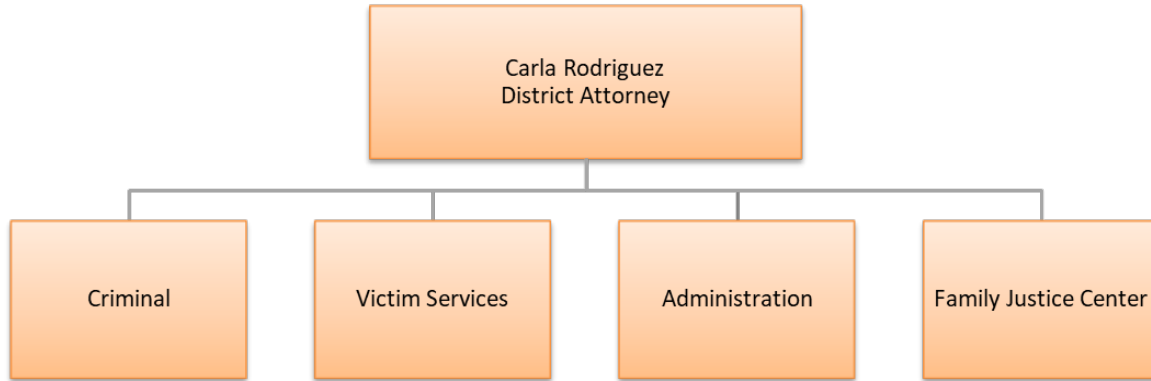 Carla Rodriguez
District Attorney
Criminal
Victim Services
Administration
Family Justice Center